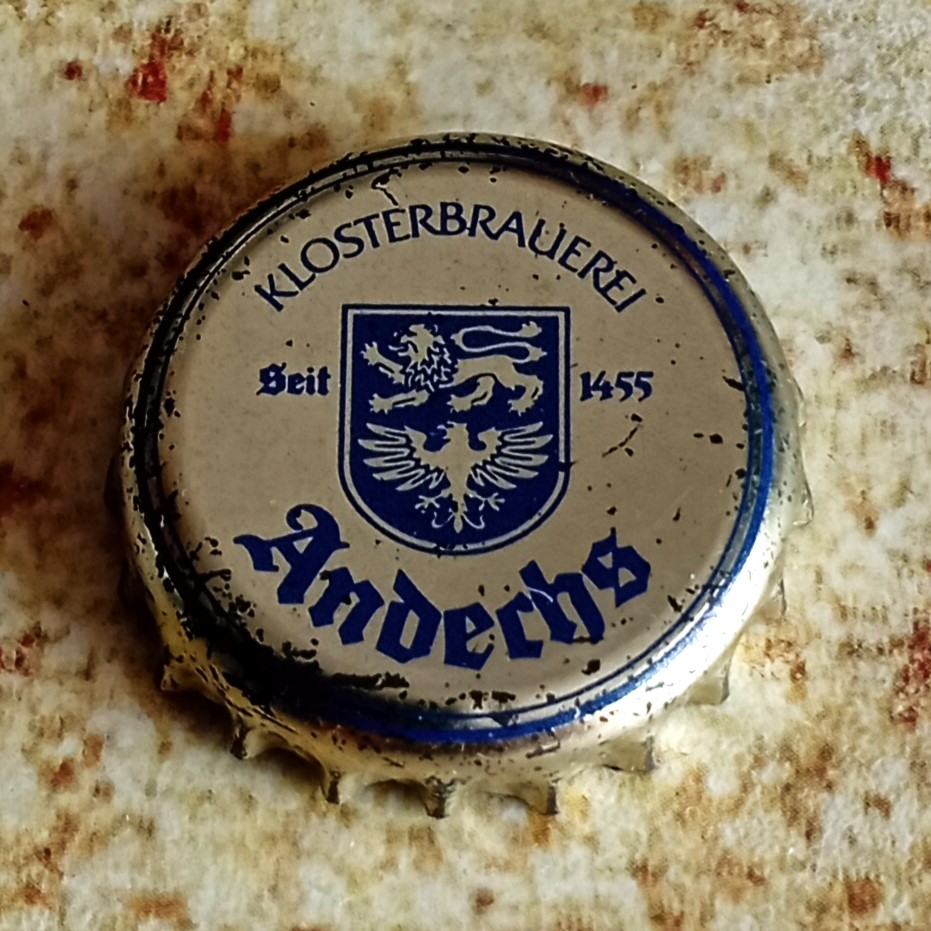 KLOSTERBRAUEREI
Seit 1455
Andechs